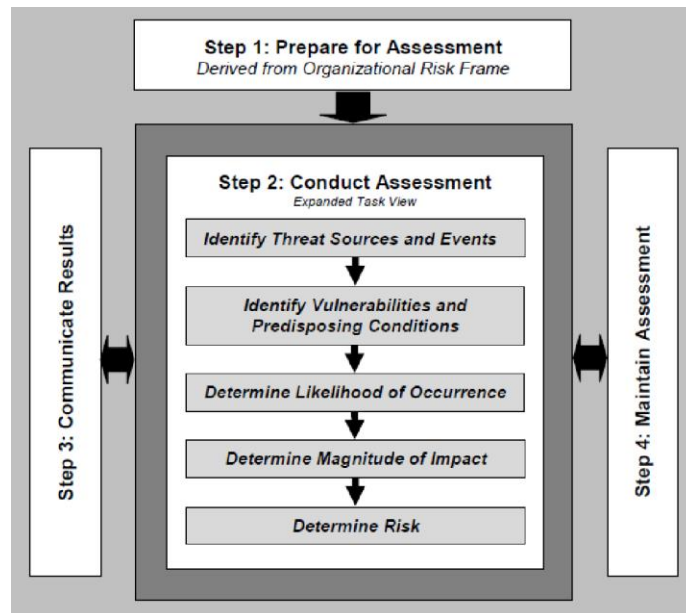 Step 1: Prepare for Assessment
Derived from Organizational Risk Frame
Step 2: Conduct Assessment
Expanded Task View
Identify Threat Sources and Events
Identify Vulnerabilities and
Predisposing Conditions
Determine Likelihood of Occurrence
Determine Magnitude of Impact
Determine Risk
Step 3: Communicate Results
Step 4: Maintain Assessment